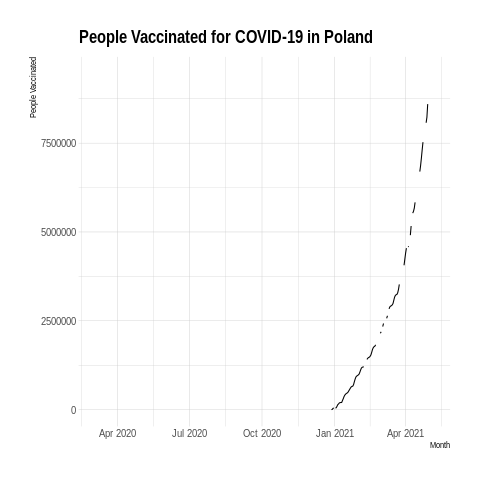 People Vaccinated for COVID-19 in Poland
People Vaccinated
7500000
5000000
2500000
0
Apr 2020 Jul 2020 Oct 2020 Jan 2021 Apr 2021
Month